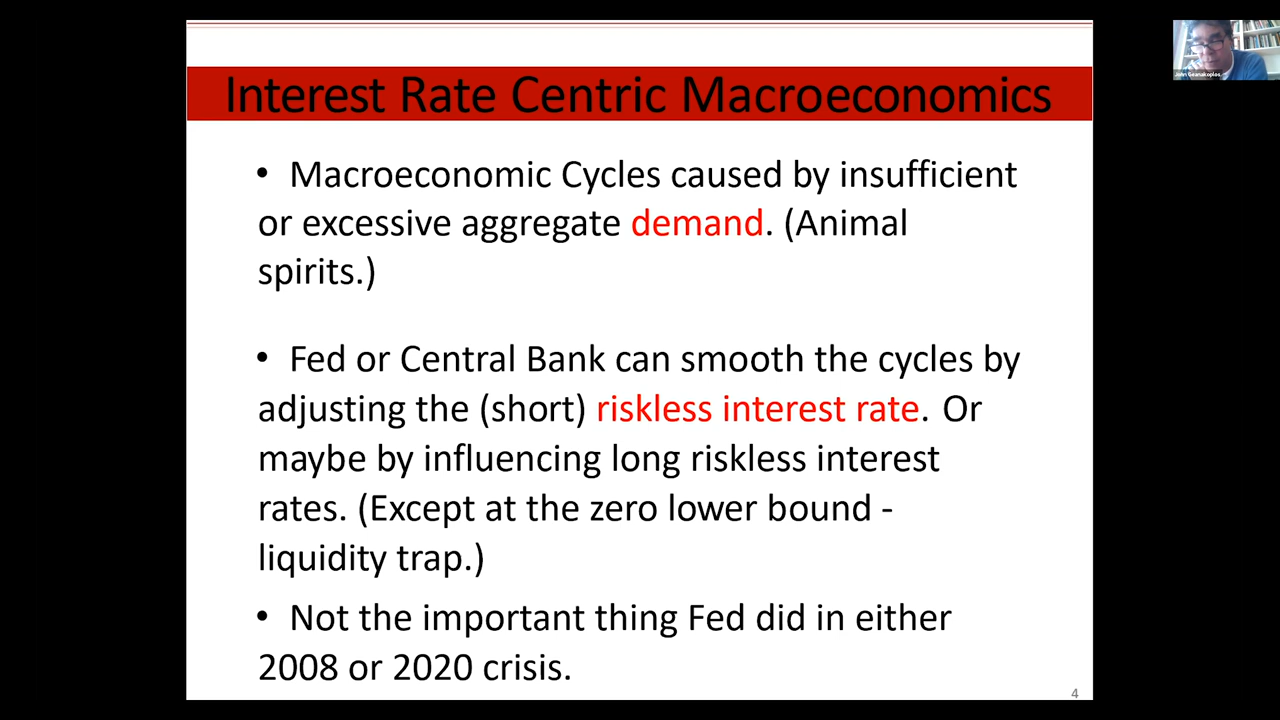 Interest Rate Centric Macroeconomics
• Macroeconomic Cycles caused by insufficient
or excessive aggregate demand. (Animal
spirits.)
• Fed or Central Bank can smooth the cycles by
adjusting the (short) riskless interest rate. Or
maybe by influencing long riskless interest
rates. (Except at the zero lower bound -
liquidity trap.)
• Not the important thing Fed did in either
2008 or 2020 crisis.
4
John Geanakoplos